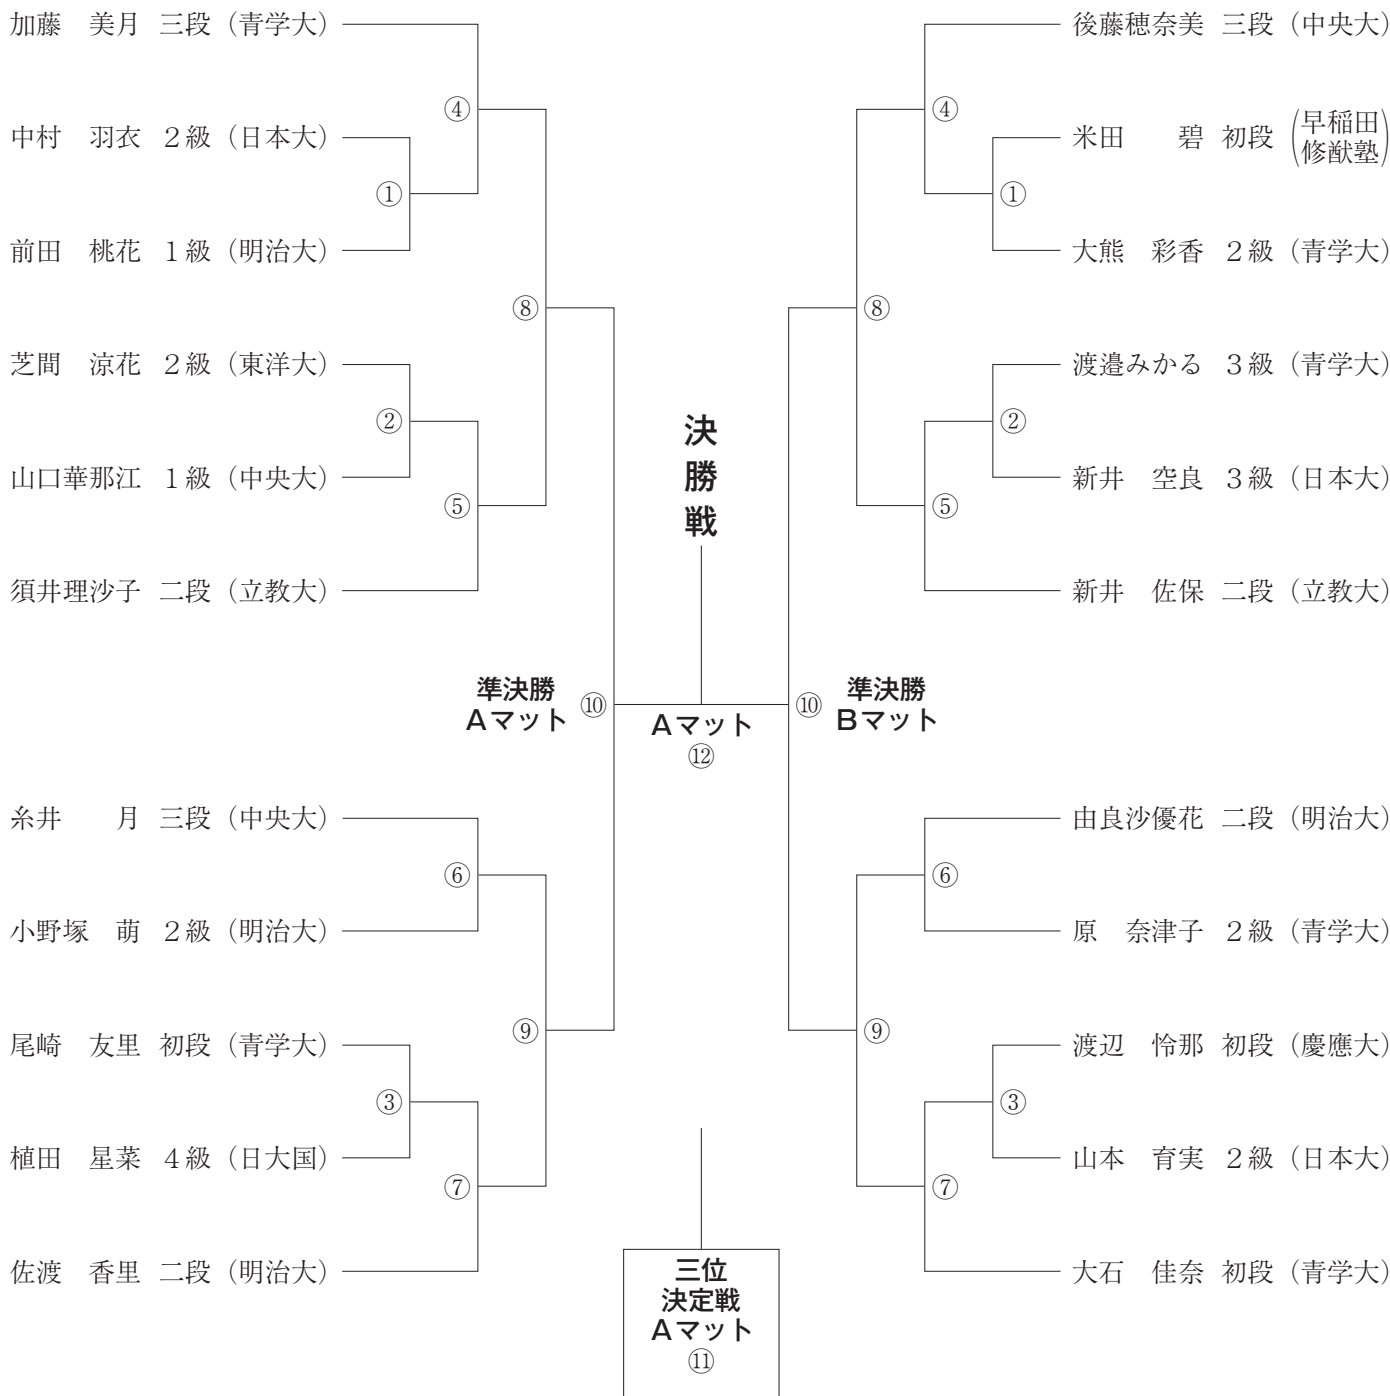 加藤　美月 三段（青学大）
④
中村　羽衣 ２級（日本大）
①
前田　桃花 １級（明治大）
⑧
芝間　涼花 ２級（東洋大）
②
山口華那江 １級（中央大）
⑤
須井理沙子 二段（立教大）
準決勝
Aマット
⑩
糸井　　月 三段（中央大）
⑥
小野塚　萌 ２級（明治大）
⑨
尾崎　友里 初段（青学大）
③
植田　星菜 ４級（日大国）
⑦
佐渡　香里 二段（明治大）
決勝戦
Aマット
⑫
三位
決定戦
Aマット
⑪
後藤穂奈美 三段（中央大）
④
米田　　碧 初段（早稲田
修猷塾）
①
大熊　彩香 ２級（青学大）
⑧
渡邉みかる ３級（青学大）
②
新井　空良 ３級（日本大）
⑤
新井　佐保 二段（立教大）
⑩
準決勝
Bマット
由良沙優花 二段（明治大）
⑥
原　奈津子 ２級（青学大）
⑨
渡辺　怜那 初段（慶應大）
③
山本　育実 ２級（日本大）
⑦
大石　佳奈 初段（青学大）